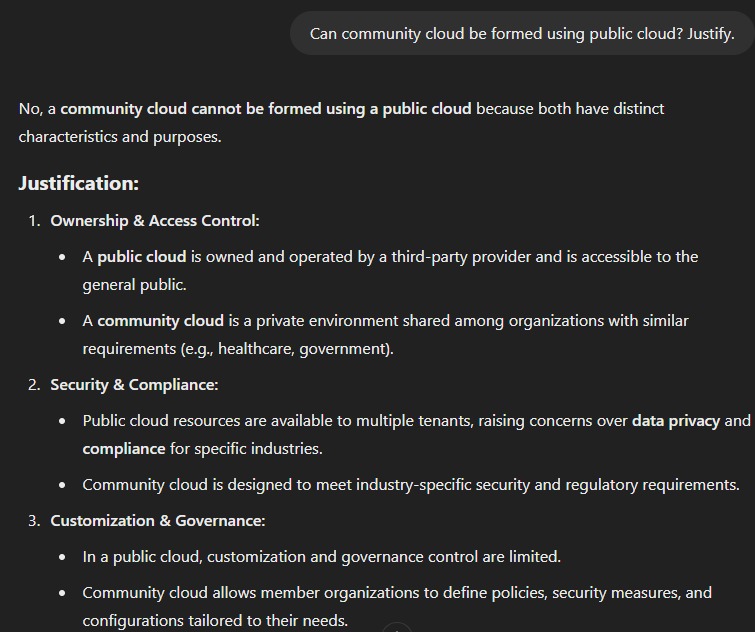 Can community cloud be formed using public cloud? Justify.
No, a community cloud cannot be formed using a public cloud because both have distinct
characteristics and purposes.
Justification:
1. Ownership & Access Control:
• A public cloud is owned and operated by a third-party provider and is accessible to the
general public.
• A community cloud is a private environment shared among organizations with similar
requirements (e.g., healthcare, government).
2. Security & Compliance:
• Public cloud resources are available to multiple tenants, raising concerns over data privacy and
compliance for specific industries.
• Community cloud is designed to meet industry-specific security and regulatory requirements.
3. Customization & Governance:
• In a public cloud, customization and governance control are limited.
• Community cloud allows member organizations to define policies, security measures, and
configurations tailored to their needs.